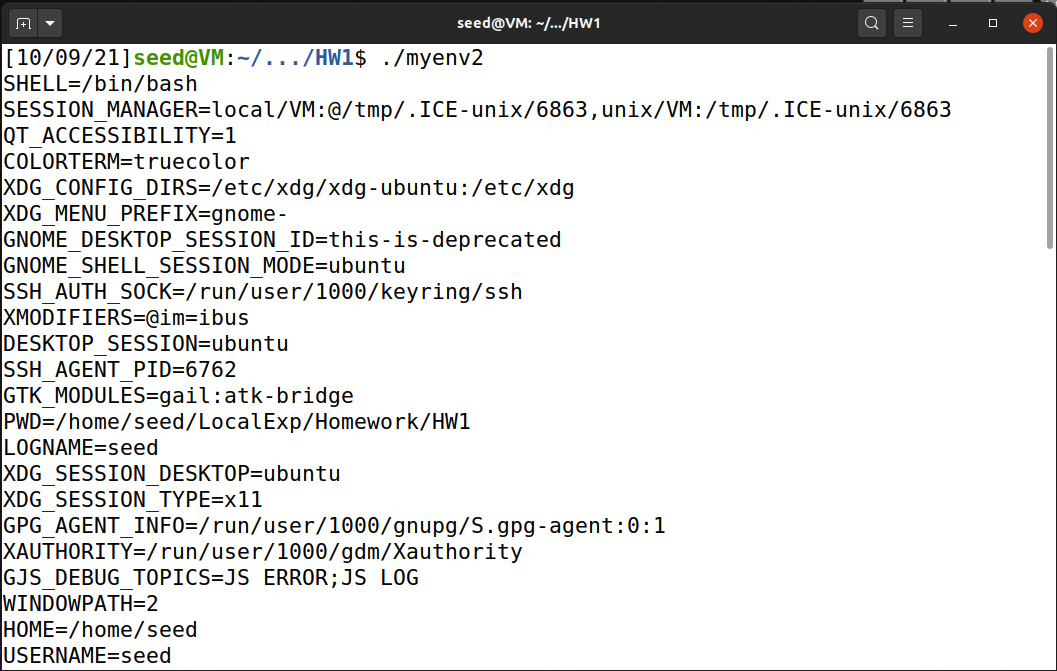 seed@VM: ~/.../HW1
[10/09/21]seed@VM:~/.../HW1$ ./myenv2
SHELL=/bin/bash
SESSION_MANAGER=local/VM:@/tmp/.ICE-unix/6863,unix/VM:/tmp/.ICE-unix/6863
QT_ACCESSIBILITY=1
COLORTERM=truecolor
XDG_CONFIG_DIRS=/etc/xdg/xdg-ubuntu:/etc/xdg
XDG_MENU_PREFIX=gnome-
GNOME_DESKTOP_SESSION_ID=this-is-deprecated
GNOME_SHELL_SESSION_MODE=ubuntu
SSH_AUTH_SOCK=/run/user/1000/keyring/ssh
XMODIFIERS=@im=ibus
DESKTOP_SESSION=ubuntu
SSH_AGENT_PID=6762
GTK_MODULES=gail:atk-bridge
PWD=/home/seed/LocalExp/Homework/HW1
LOGNAME=seed
XDG_SESSION_DESKTOP=ubuntu
XDG_SESSION_TYPE=x11
GPG_AGENT_INFO=/run/user/1000/gnupg/S.gpg-agent:0:1
XAUTHORITY=/run/user/1000/gdm/Xauthority
GJS_DEBUG_TOPICS=JS ERROR;JS LOG
WINDOWPATH=2
HOME=/home/seed
USERNAME=seed